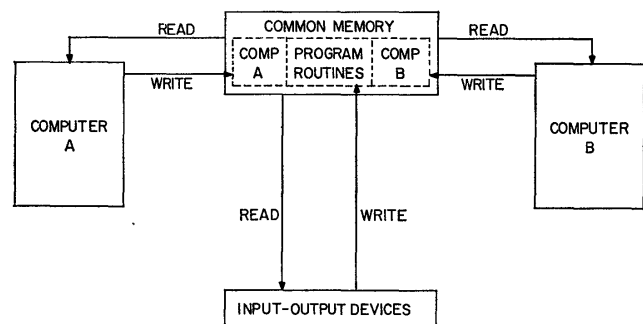 COMMON MEMORY
READ
READ
COMP
A
PROGRAM
ROUTINES
COMP
B
WRITE
WRITE
COMPUTER
A
COMPUTER
B
READ
WRITE
INPUT-OUTPUT DEVICES